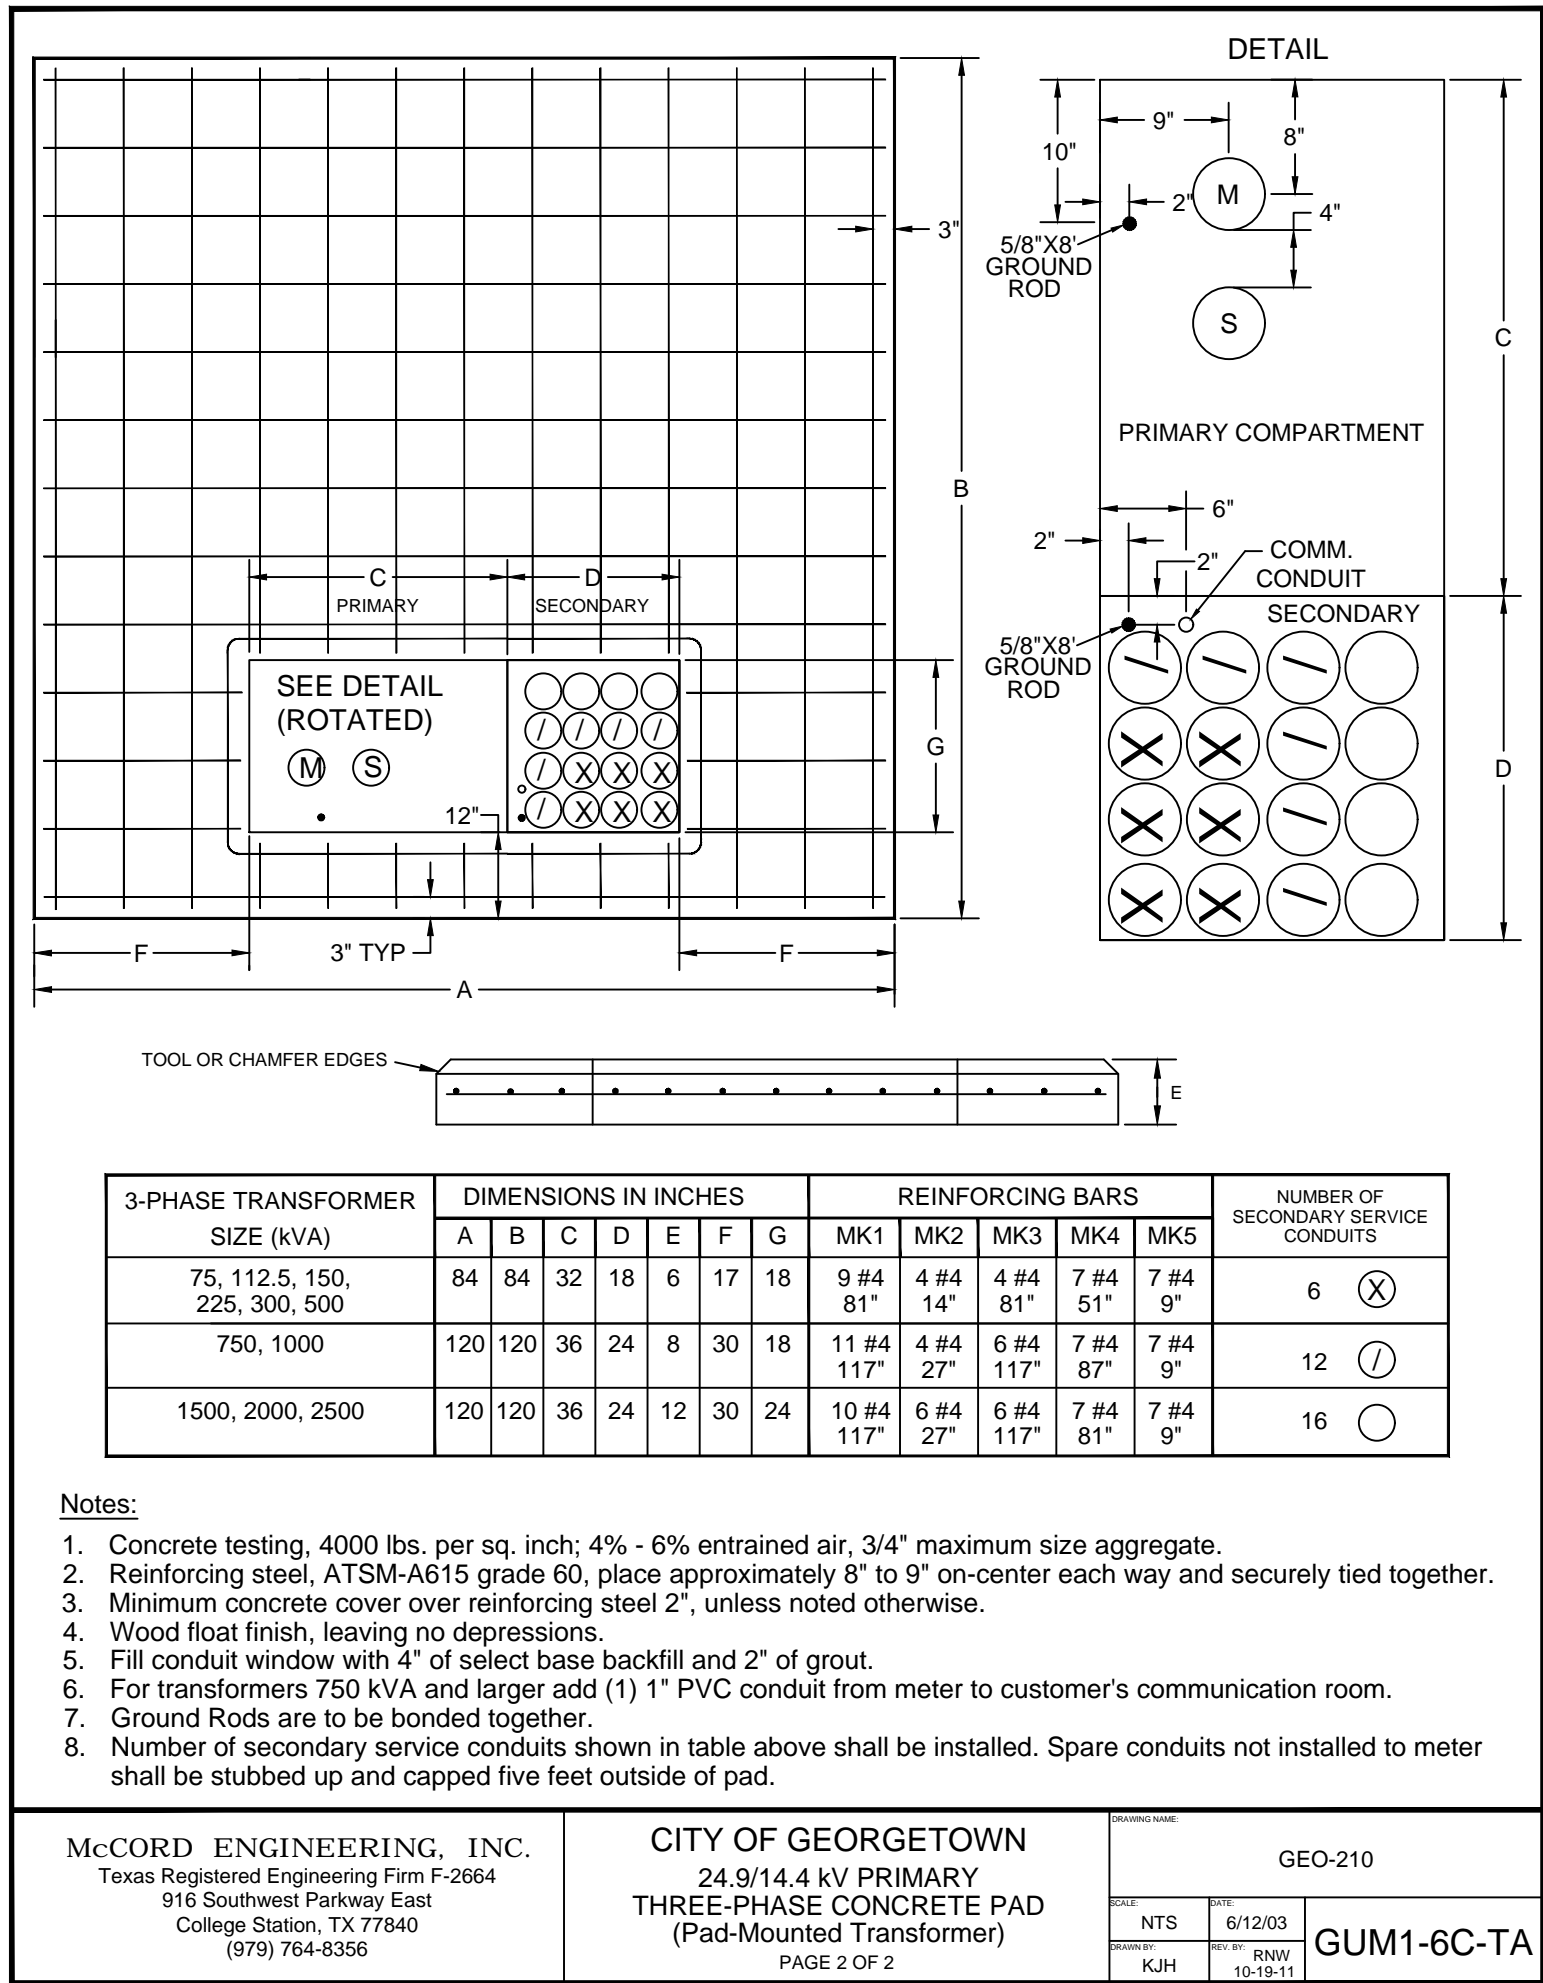 DETAIL
9"
8"
10"
M
2"
4"
3"
5/8"X8'
GROUND
ROD
S
C
PRIMARY COMPARTMENT
B
6"
2"
COMM.
2"
CONDUIT
C
D
PRIMARY
SECONDARY
SECONDARY
5/8"X8'
GROUND
ROD
SEE DETAIL
(ROTATED)
/ / /
/ / / /
G
M S
/ X X X
X X /
D
12"
/ X X X
X X /
X X /
F
3" TYP
F
A
TOOL OR CHAMFER EDGES
E
3-PHASE TRANSFORMER
SIZE (kVA)
DIMENSIONS IN INCHES
REINFORCING BARS
NUMBER OF
SECONDARY SERVICE
CONDUITS
A B C D E F G MK1 MK2 MK3 MK4 MK5
75, 112.5, 150,
225, 300, 500
84 84 32 18 6 17 18 9 #4 4 #4 4 #4 7 #4 7 #4
81" 14" 81" 51" 9"
6 X
750, 1000
120 120 36 24 8 30 18 11 #4 4 #4 6 #4 7 #4 7 #4
117" 27" 117" 87" 9"
12 /
1500, 2000, 2500
120 120 36 24 12 30 24 10 #4 6 #4 6 #4 7 #4 7 #4
117" 27" 117" 81" 9"
16
Notes:
1. Concrete testing, 4000 lbs. per sq. inch; 4% - 6% entrained air, 3/4" maximum size aggregate.
2. Reinforcing steel, ATSM-A615 grade 60, place approximately 8" to 9" on-center each way and securely tied together.
3. Minimum concrete cover over reinforcing steel 2", unless noted otherwise.
4. Wood float finish, leaving no depressions.
5. Fill conduit window with 4" of select base backfill and 2" of grout.
6. For transformers 750 kVA and larger add (1) 1" PVC conduit from meter to customer's communication room.
7. Ground Rods are to be bonded together.
8. Number of secondary service conduits shown in table above shall be installed. Spare conduits not installed to meter
shall be stubbed up and capped five feet outside of pad.
McCORD ENGINEERING, INC.
Texas Registered Engineering Firm F-2664
916 Southwest Parkway East
College Station, TX 77840
(979) 764-8356
CITY OF GEORGETOWN
24.9/14.4 kV PRIMARY
THREE-PHASE CONCRETE PAD
(Pad-Mounted Transformer)
PAGE 2 OF 2
DRAWING NAME:
GEO-210
SCALE:
NTS
DATE:
6/12/03
DRAWN BY:
KJH
REV. BY:
RNW
10-19-11
GUM1-6C-TA